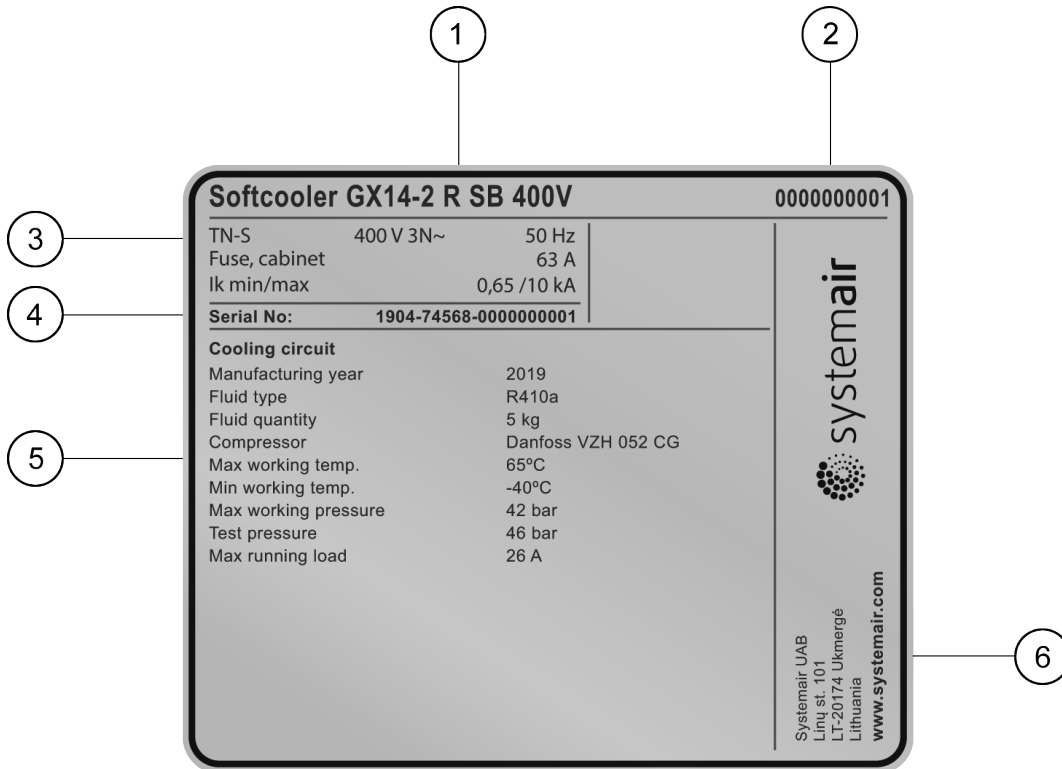 1
2
Softcooler GX14-2 R SB 400V 0000000001
3
TN-S 400 V 3N~ 50 Hz
Fuse, cabinet 63 A
Ik min/max 0,65 /10 kA
4
Serial No: 1904-74568-0000000001
Cooling circuit
Manufacturing year 2019
Fluid type R410a
Fluid quantity 5 kg
Compressor Danfoss VZH 052 CG
5
Max working temp. 65ºC
Min working temp. -40ºC
Max working pressure 42 bar
Test pressure 46 bar
Max running load 26 A
systemair
Systemair UAB
Linų st. 101
LT-20174 Ukmergė
Lithuania
www.systemair.com
6